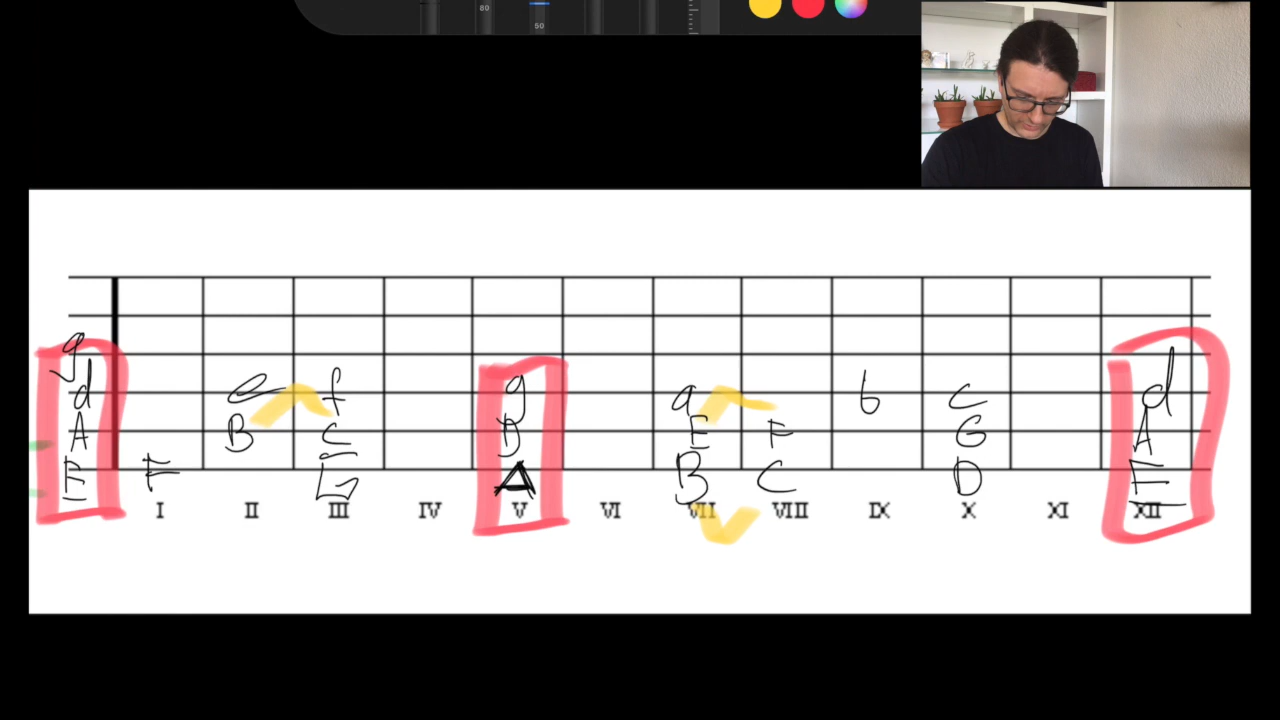 80
50
g
d e f g a b c d
A B C D E F G A
E F G A B C D E
I II III IV V VI VII VIII IX X XI XII